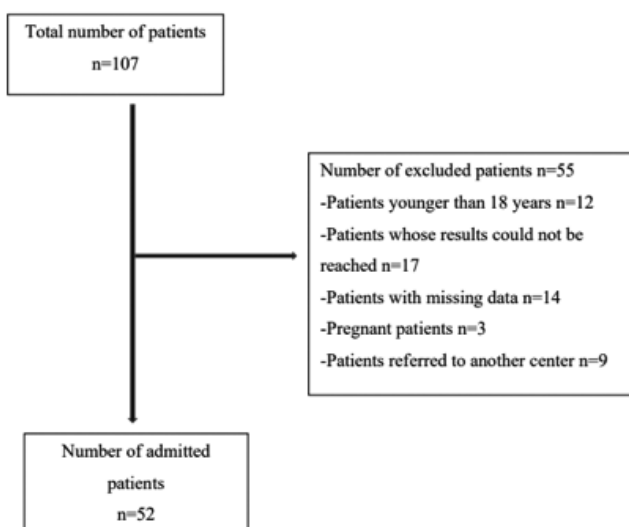 Total number of patients
n=107
Number of excluded patients n=55
-Patients younger than 18 years n=12
-Patients whose results could not be
reached n=17
-Patients with missing data n=14
-Pregnant patients n=3
-Patients referred to another center n=9
Number of admitted
patients
n=52